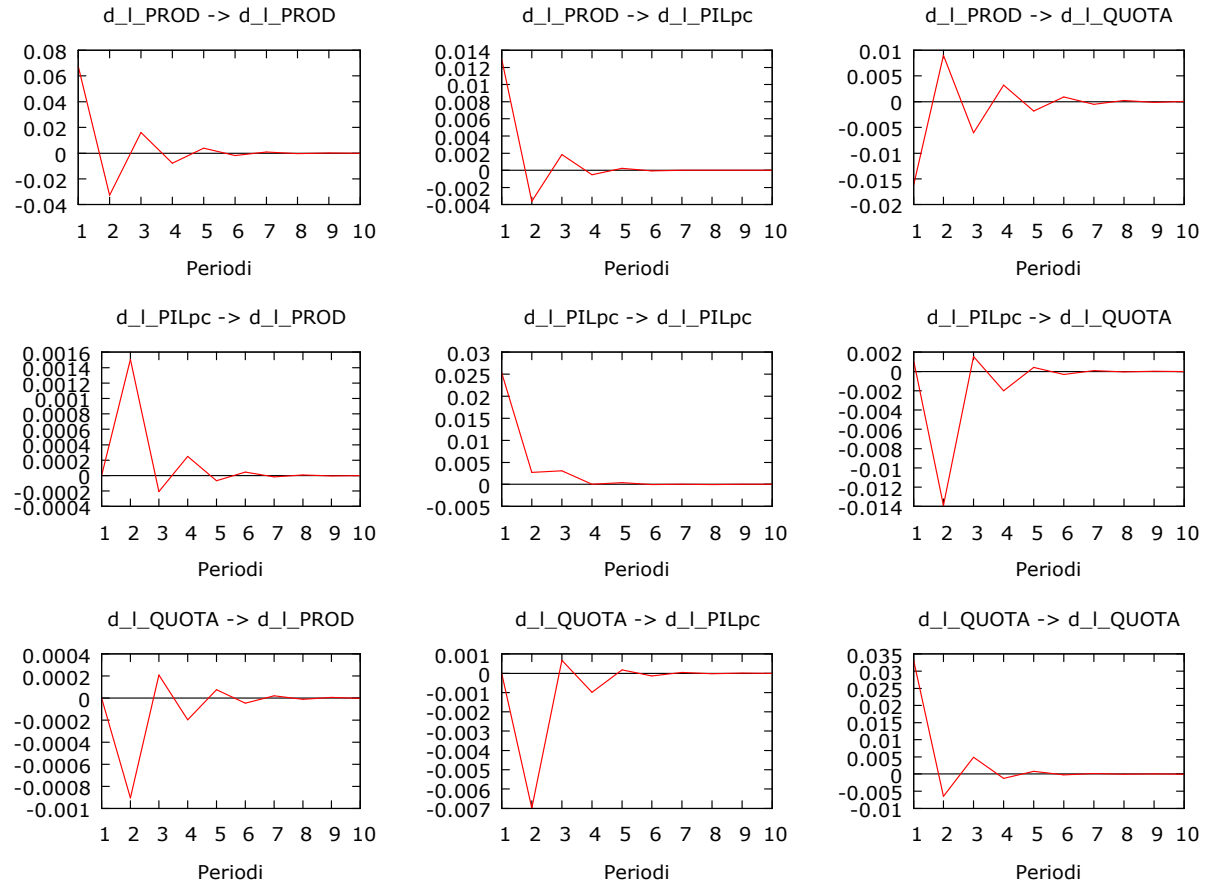 d_l_PROD -> d_l_PROD
0.08
0.06
0.04
0.02
0
-0.02
-0.04
1 2 3 4 5 6 7 8 9 10
Periodi
d_l_PROD -> d_l_PILpc
0.014
0.012
0.01
0.008
0.006
0.004
0.002
0
-0.002
-0.004
1 2 3 4 5 6 7 8 9 10
Periodi
d_l_PROD -> d_l_QUOTA
0.01
0.005
0
-0.005
-0.01
-0.015
-0.02
1 2 3 4 5 6 7 8 9 10
Periodi
d_l_PILpc -> d_l_PROD
0.0016
0.0014
0.0012
0.001
0.0008
0.0006
0.0004
0.0002
0
-0.0002
-0.0004
1 2 3 4 5 6 7 8 9 10
Periodi
d_l_PILpc -> d_l_PILpc
0.03
0.025
0.02
0.015
0.01
0.005
0
-0.005
1 2 3 4 5 6 7 8 9 10
Periodi
d_l_PILpc -> d_l_QUOTA
0.002
0
-0.002
-0.004
-0.006
-0.008
-0.01
-0.012
-0.014
1 2 3 4 5 6 7 8 9 10
Periodi
d_l_QUOTA -> d_l_PROD
0.0004
0.0002
0
-0.0002
-0.0004
-0.0006
-0.0008
-0.001
1 2 3 4 5 6 7 8 9 10
Periodi
d_l_QUOTA -> d_l_PILpc
0.001
0
-0.001
-0.002
-0.003
-0.004
-0.005
-0.006
-0.007
1 2 3 4 5 6 7 8 9 10
Periodi
d_l_QUOTA -> d_l_QUOTA
0.035
0.03
0.025
0.02
0.015
0.01
0.005
0
-0.005
-0.01
1 2 3 4 5 6 7 8 9 10
Periodi